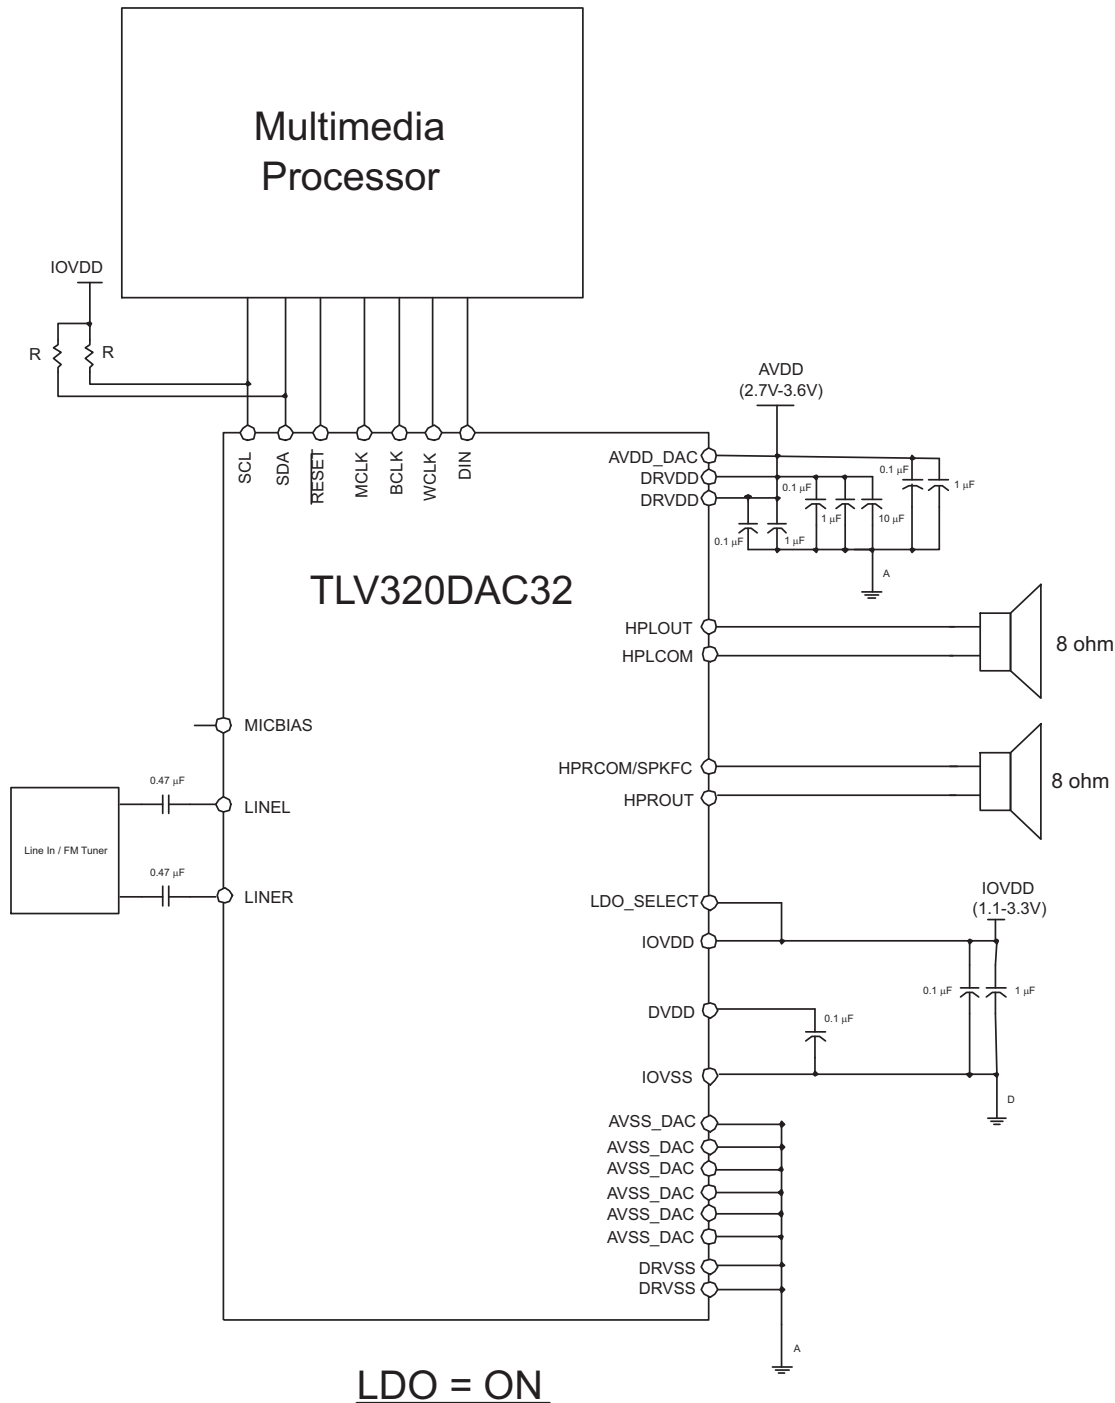 Multimedia
Processor
IOVDD
R
R
SCL
SDA
RESET
MCLK
BCLK
WCLK
DIN
TLV320DAC32
AVDD
(2.7V-3.6V)
AVDD_DAC
DRVDD
DRVDD
0.1 μF
1 μF
0.1 μF
1 μF
10 μF
0.1 μF
1 μF
A
HPLOUT
HPLCOM
8 ohm
HPRCOM/SPKFC
HPROUT
8 ohm
MICBIAS
0.47 μF
LINEL
Line In / FM Tuner
0.47 μF
LINER
LDO_SELECT
IOVDD
IOVDD
(1.1-3.3V)
0.1 μF
1 μF
DVDD
0.1 μF
IOVSS
D
AVSS_DAC
AVSS_DAC
AVSS_DAC
AVSS_DAC
AVSS_DAC
AVSS_DAC
DRVSS
DRVSS
A
LDO = ON